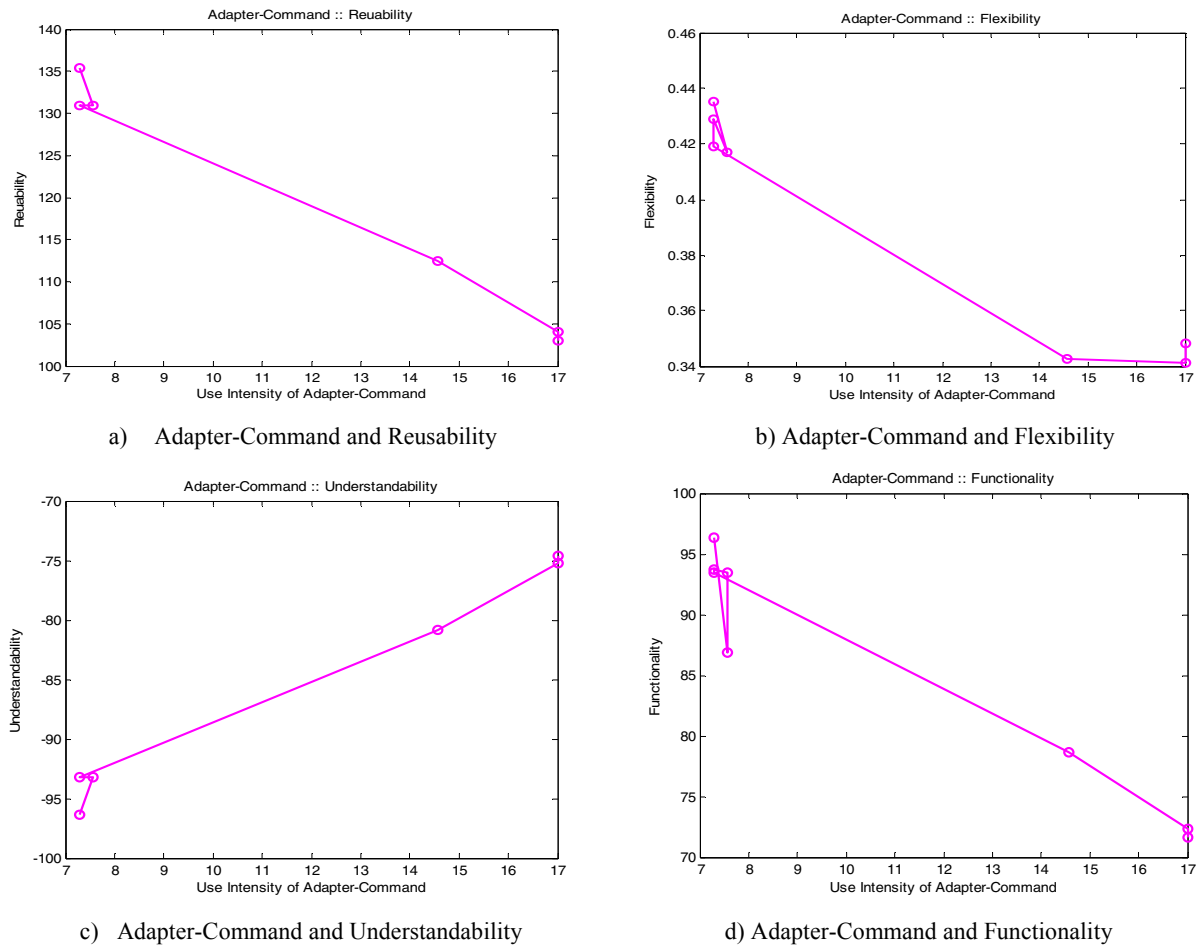 Adapter-Command :: Reuability
140
135
130
125
120
115
110
105
100
Reuability
7 8 9 10 11 12 13 14 15 16 17
Use Intensity of Adapter-Command
a) Adapter-Command and Reusability
Adapter-Command :: Flexibility
0.46
0.44
0.42
0.4
0.38
0.36
0.34
Flexibility
7 8 9 10 11 12 13 14 15 16 17
Use Intensity of Adapter-Command
b) Adapter-Command and Flexibility
Adapter-Command :: Understandability
-70
-75
-80
-85
-90
-95
-100
Understandability
7 8 9 10 11 12 13 14 15 16 17
Use Intensity of Adapter-Command
c) Adapter-Command and Understandability
Adapter-Command :: Functionality
100
95
90
85
80
75
70
Functionality
7 8 9 10 11 12 13 14 15 16 17
Use Intensity of Adapter-Command
d) Adapter-Command and Functionality